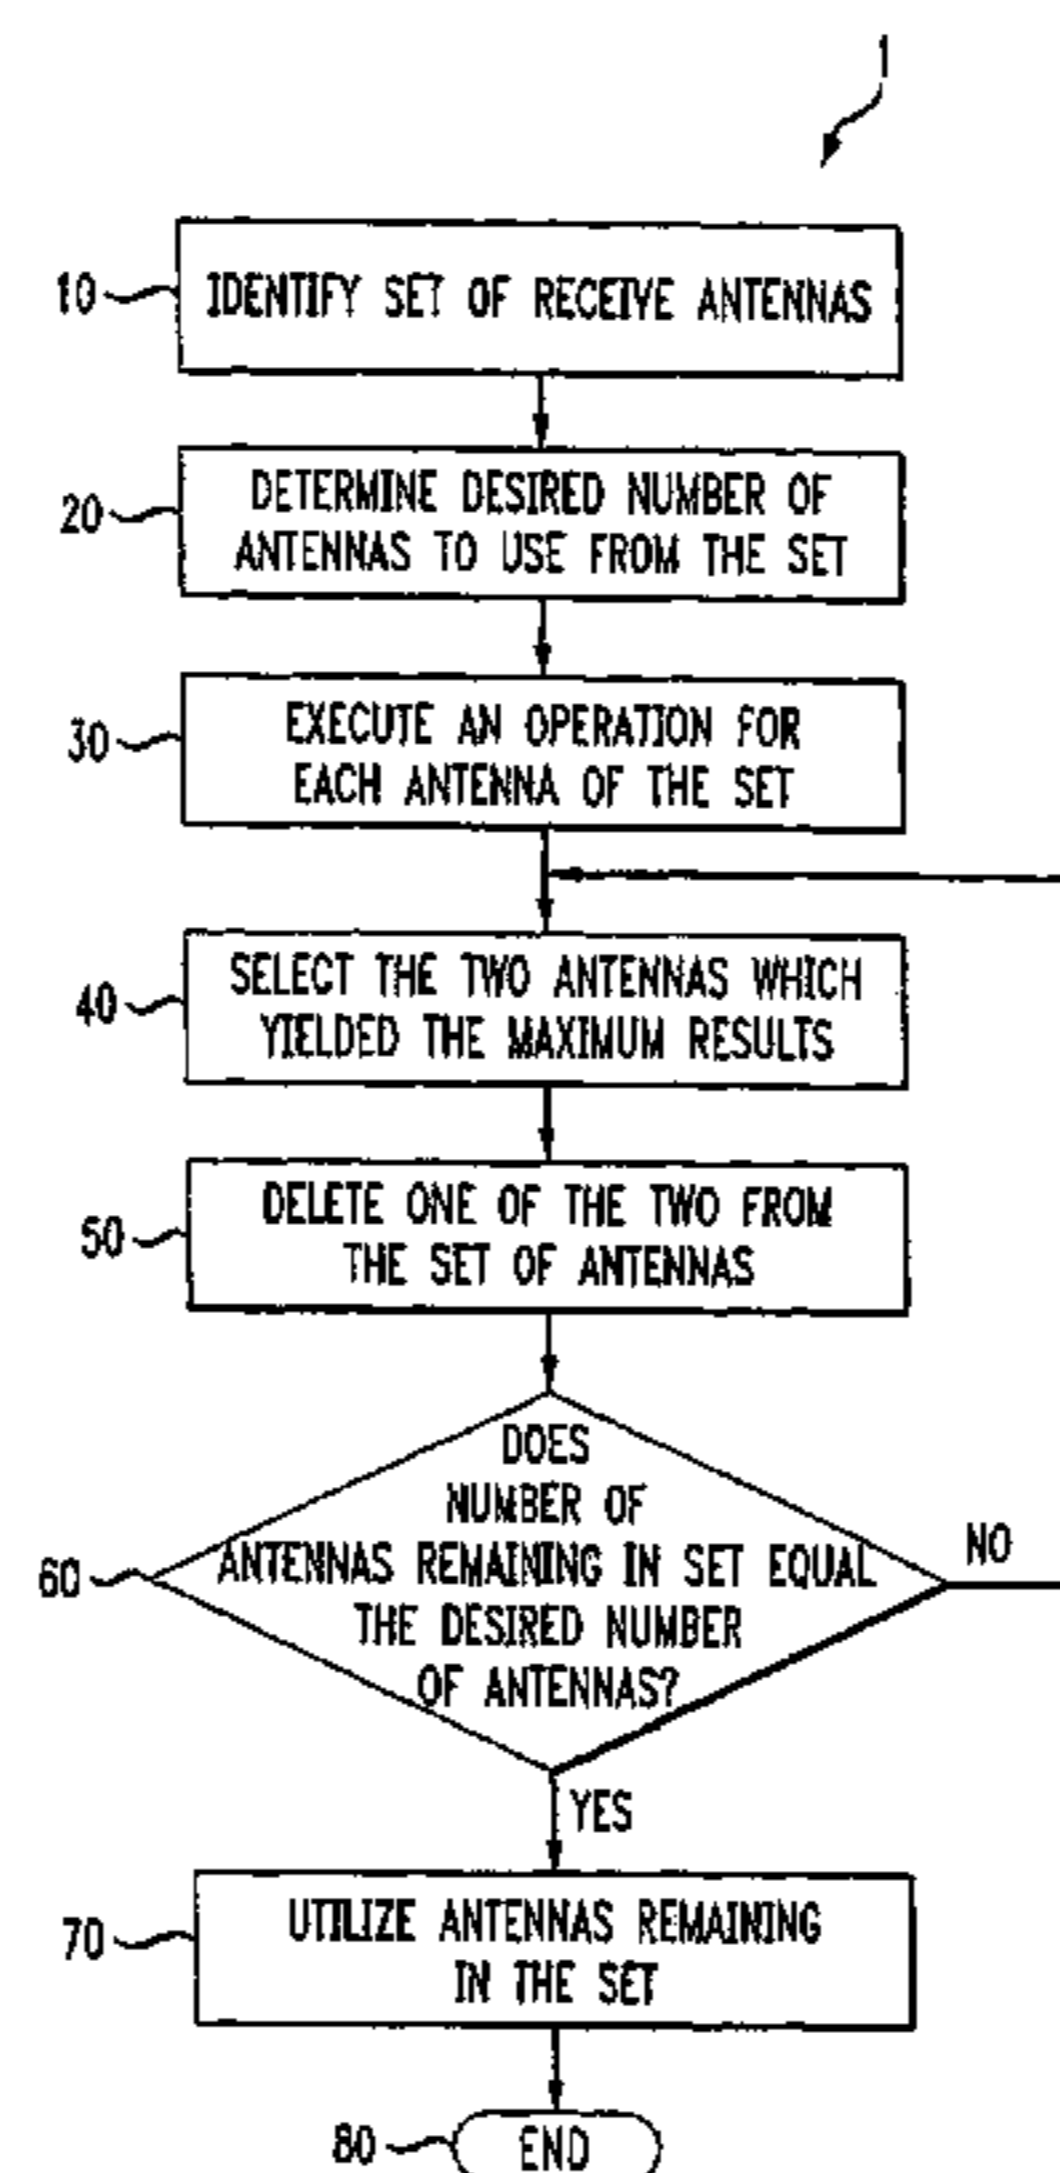 1
10
IDENTIFY SET OF RECEIVE ANTENNAS
20
DETERMINE DESIRED NUMBER OF
ANTENNAS TO USE FROM THE SET
30
EXECUTE AN OPERATION FOR
EACH ANTENNA OF THE SET
40
SELECT THE TWO ANTENNAS WHICH
YIELDED THE MAXIMUM RESULTS
50
DELETE ONE OF THE TWO FROM
THE SET OF ANTENNAS
60
DOES
NUMBER OF
ANTENNAS REMAINING IN SET EQUAL
THE DESIRED NUMBER
OF ANTENNAS?
NO
YES
70
UTILIZE ANTENNAS REMAINING
IN THE SET
80
END